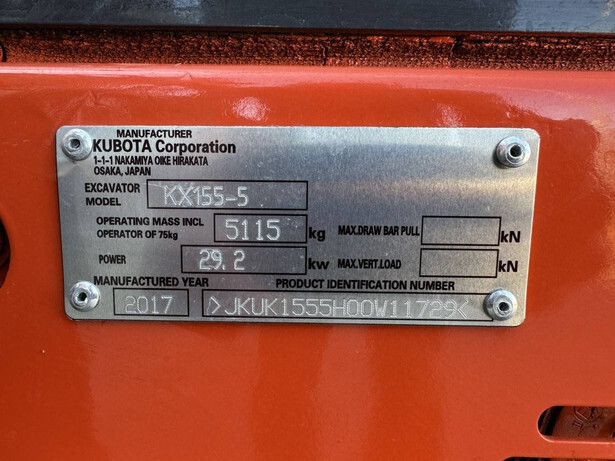 MANUFACTURER
KUBOTA Corporation
1-1-1 NAKAMIYA OIKE HIRAKATA
OSAKA, JAPAN
EXCAVATOR MODEL KX155-5
OPERATING MASS INCL OPERATOR OF 75kg 5115 kg MAX.DRAW BAR PULL kN
POWER 29.2 kw MAX.VERT.LOAD kN
MANUFACTURED YEAR PRODUCT IDENTIFICATION NUMBER
2017 >JKUK1555H00W11729<